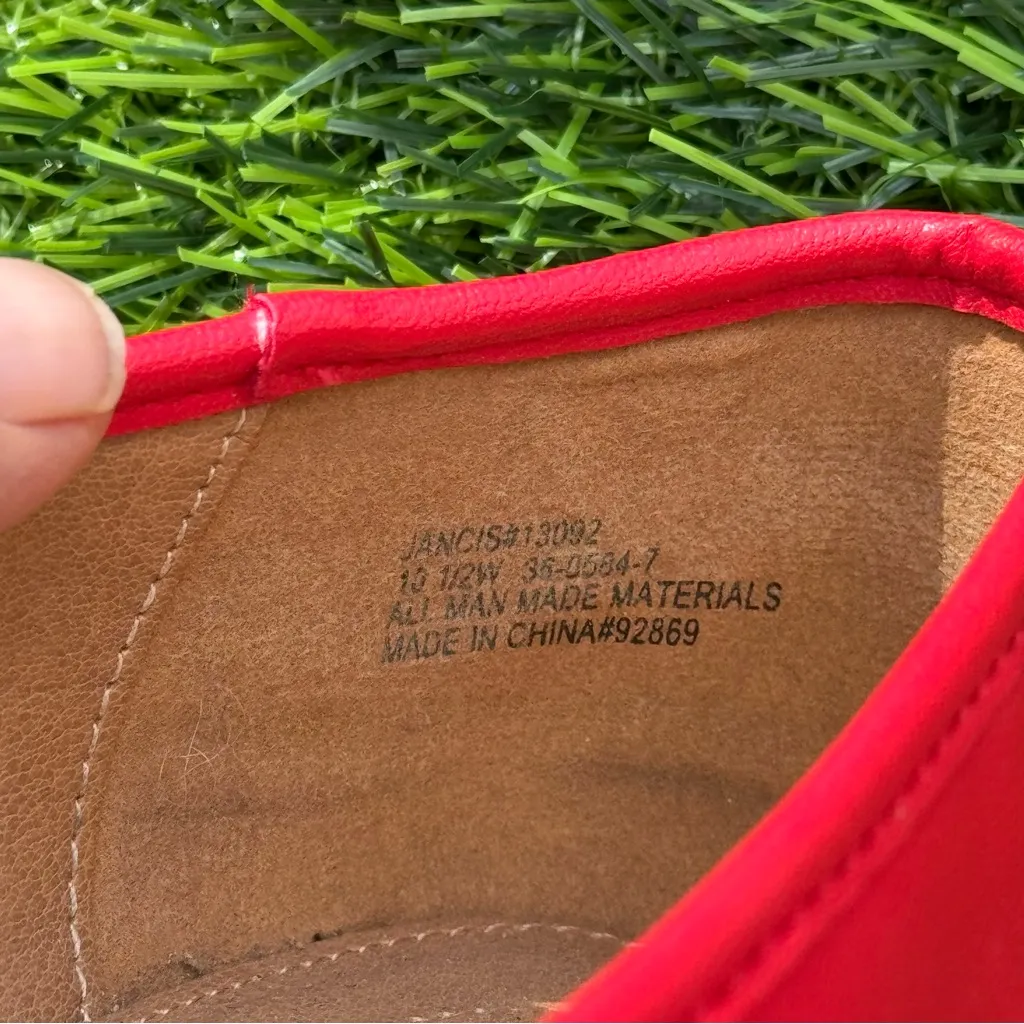 JANCIS#13092
10 1/2W 36-0564-7
ALL MAN MADE MATERIALS
MADE IN CHINA#92869